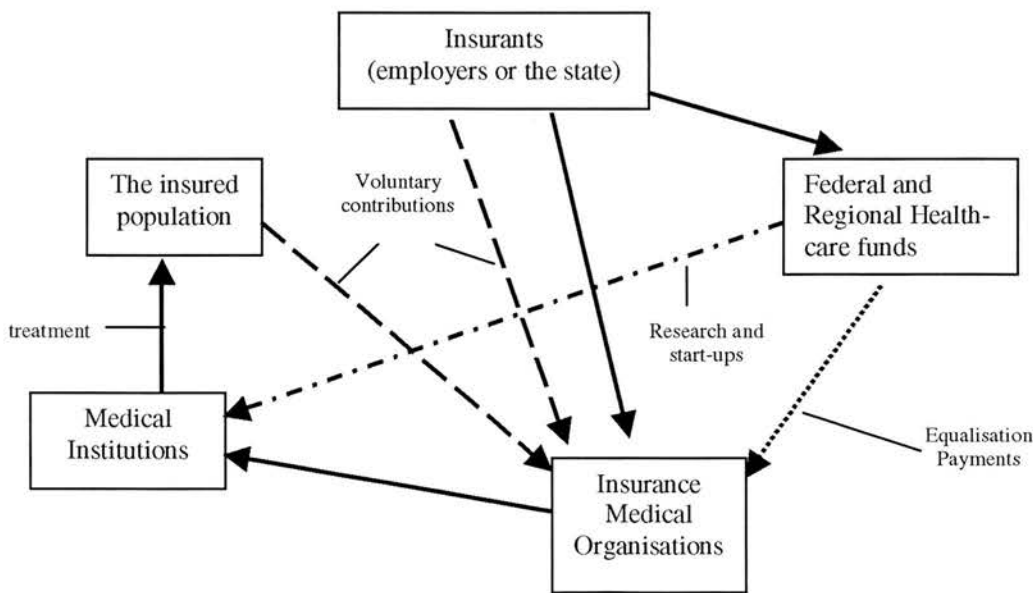 Insurants
(employers or the state)
The insured
population
Voluntary
contributions
Federal and
Regional Health-
care funds
treatment
Research and
start-ups
Medical
Institutions
Equalisation
Payments
Insurance
Medical
Organisations